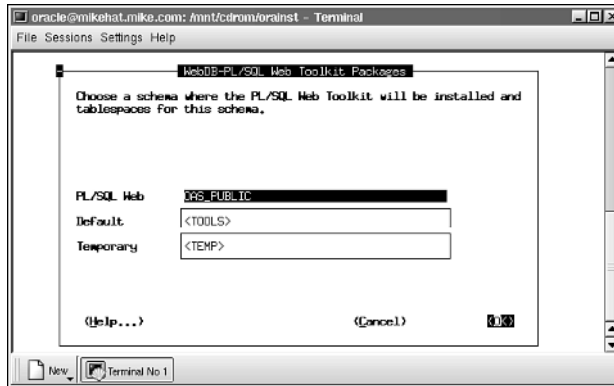 oracle@mikehat.mike.com: /mnt/cdrom/orainst - Terminal
File Sessions Settings Help
WebDB-PL/SQL Web Toolkit Packages
Choose a schema where the PL/SQL Web Toolkit will be installed and
tablespaces for this schema.
PL/SQL Web OAS_PUBLIC
Default <TOOLS>
Temporary <TEMP>
(Help...) (Cancel) (OK)
New Terminal No 1